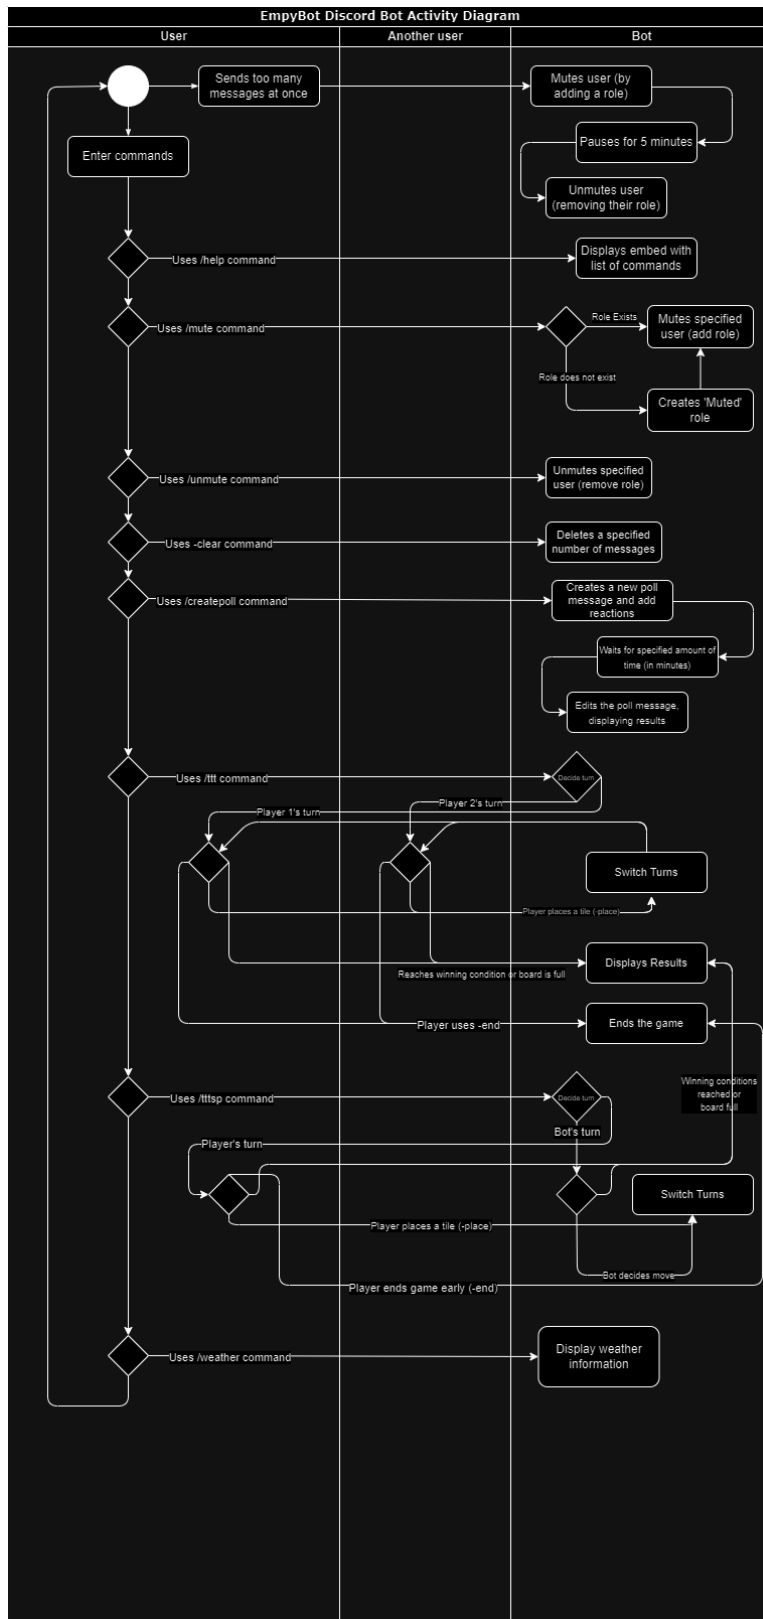 EmpyBot Discord Bot Activity Diagram
User
Another user
Bot
Sends too many
messages at once
Mutes user (by
adding a role)
Pauses for 5 minutes
Enter commands
Unmutes user
(removing their role)
Uses /help command
Displays embed with
list of commands
Uses /mute command
Role Exists
Mutes specified
user (add role)
Role does not exist
Creates 'Muted'
role
Uses /unmute command
Unmutes specified
user (remove role)
Uses -clear command
Deletes a specified
number of messages
Uses /createpoll command
Creates a new poll
message and add
reactions
Waits for specified amount of
time (in minutes)
Edits the poll message,
displaying results
Uses /ttt command
Decide turn
Player 2's turn
Player 1's turn
Switch Turns
Player places a tile (-place)
Displays Results
Reaches winning condition or board is full
Player uses -end
Ends the game
Winning conditions
reached or
board full
Uses /tttsp command
Decide turn
Bot's turn
Player's turn
Switch Turns
Player places a tile (-place)
Bot decides move
Player ends game early (-end)
Uses /weather command
Display weather
information